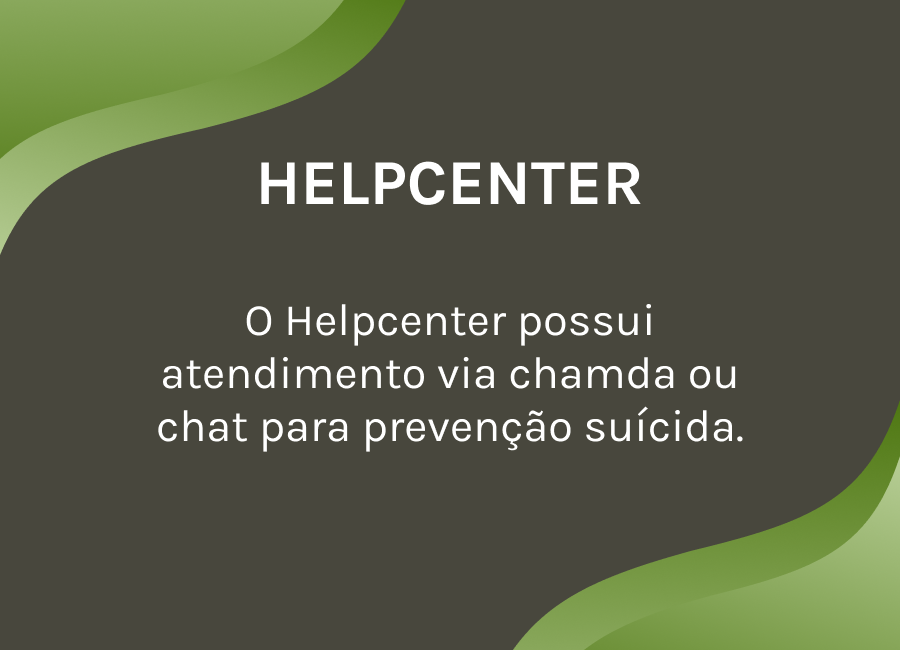 HELPCENTER
O Helpcenter possui
atendimento via chamda ou
chat para prevenção suícida.